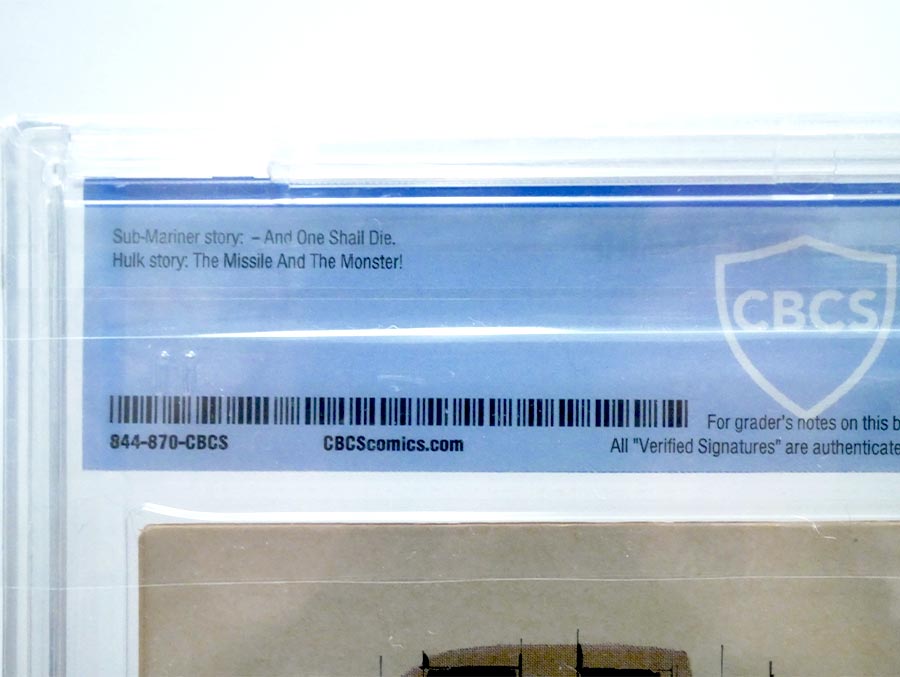 Sub-Mariner story: – And One Shall Die.
Hulk story: The Missile And The Monster!
CBCS
For grader's notes on this b
844-870-CBCS CBCScomics.com All "Verified Signatures" are authenticate